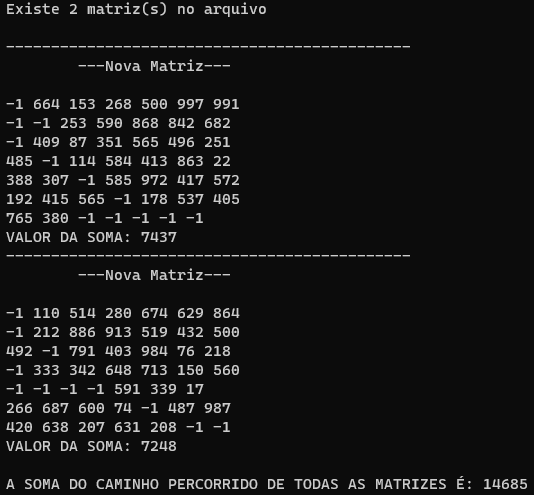 Existe 2 matriz(s) no arquivo
---------------------------------------------
---Nova Matriz---
-1 664 153 268 500 997 991
-1 -1 253 590 868 842 682
-1 409 87 351 565 496 251
485 -1 114 584 413 863 22
388 307 -1 585 972 417 572
192 415 565 -1 178 537 405
765 380 -1 -1 -1 -1 -1
VALOR DA SOMA: 7437
---------------------------------------------
---Nova Matriz---
-1 110 514 280 674 629 864
-1 212 886 913 519 432 500
492 -1 791 403 984 76 218
-1 333 342 648 713 150 560
-1 -1 -1 -1 591 339 17
266 687 600 74 -1 487 987
420 638 207 631 208 -1 -1
VALOR DA SOMA: 7248
A SOMA DO CAMINHO PERCORRIDO DE TODAS AS MATRIZES É: 14685